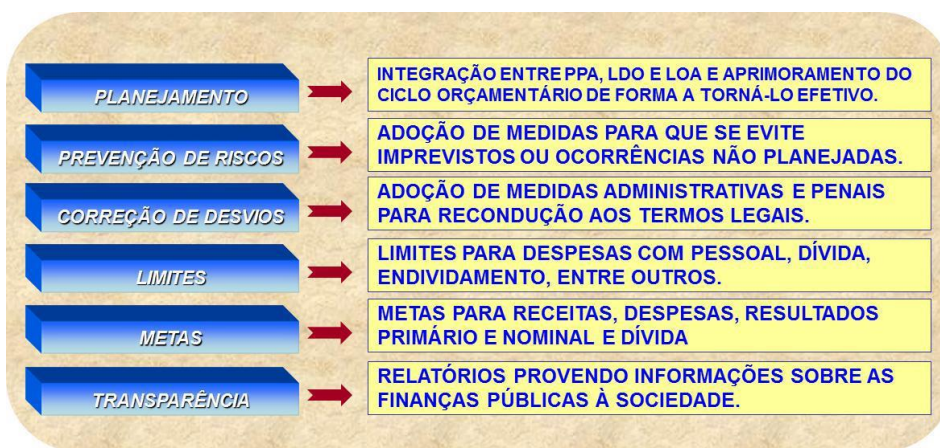 PLANEJAMENTO
INTEGRAÇÃO ENTRE PPA, LDO E LOA E APRIMORAMENTO DO
CICLO ORÇAMENTÁRIO DE FORMA A TORNÁ-LO EFETIVO.
PREVENÇÃO DE RISCOS
ADOÇÃO DE MEDIDAS PARA QUE SE EVITE
IMPREVISTOS OU OCORRÊNCIAS NÃO PLANEJADAS.
CORREÇÃO DE DESVIOS
ADOÇÃO DE MEDIDAS ADMINISTRATIVAS E PENAIS
PARA RECONDUÇÃO AOS TERMOS LEGAIS.
LIMITES
LIMITES PARA DESPESAS COM PESSOAL, DÍVIDA,
ENDIVIDAMENTO, ENTRE OUTROS.
METAS
METAS PARA RECEITAS, DESPESAS, RESULTADOS
PRIMÁRIO E NOMINAL E DÍVIDA
TRANSPARÊNCIA
RELATÓRIOS PROVENDO INFORMAÇÕES SOBRE AS
FINANÇAS PÚBLICAS À SOCIEDADE.